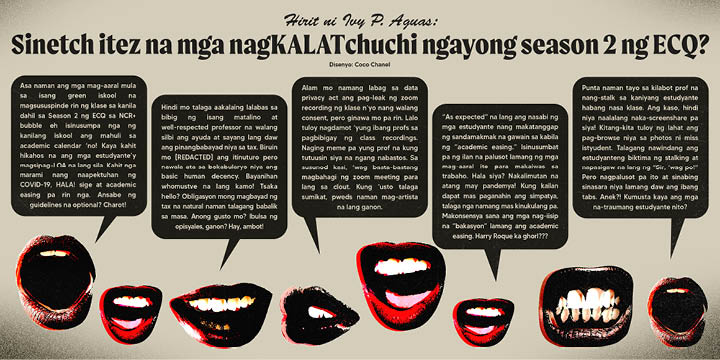 Hirit ni Ivy P. Aguas:
Sinetch itez na mga nagKALATchuchi ngayong season 2 ng ECQ?
Disenyo: Coco Chanel
Asa naman ang mga mag-aaral mula
sa isang green iskool na
magsususpinde rin ng klase sa kanila
dahil sa Season 2 ng ECQ sa NCR+
bubble eh isinusumpa nga ng
kanilang iskool ang mahuli sa
academic calendar 'no! Kaya kahit
hikahos na ang mga estudyante'y
magsipag-LOA na lang sila. Kahit nga
marami nang naapektuhan ng
COVID-19, HALA! sige at academic
easing pa rin nga. Ansabe ng
guidelines na optional? Charot!
Hindi mo talaga aakalaing lalabas sa
bibig ng isang matalino at
well-respected professor na walang
silbi ang ayuda at sayang lang daw
ang pinangbabayad niya sa tax. Biruin
mo [REDACTED] ang itinuturo pero
nawala ata sa bokabularyo niya ang
basic human decency. Bayanihan
whomustve na lang kamo! Tsaka
hello? Obligasyon mong magbayad ng
tax na natural naman talagang babalik
sa masa. Anong gusto mo? Ibulsa ng
opisyales, ganon? Hay, ambot!
Alam mo namang labag sa data
privacy act ang pag-leak ng zoom
recording ng klase n'yo nang walang
consent, pero ginawa mo pa rin. Lalo
tuloy nagdamot 'yung ibang profs sa
pagbibigay ng class recordings.
Naging meme pa yung prof na kung
tutuusin siya na ngang nabastos. Sa
susunod kasi, 'wag basta-bastang
magbahagi ng zoom meeting para
lang sa clout. Kung 'usto talaga
sumikat, pweds naman mag-artista
na lang ganon.
"As expected" na lang ang nasabi ng
mga estudyante nang makatanggap
ng sandamakmak na gawain sa kabila
ng "academic easing." Isinusumbat
pa ng ilan na palusot lamang ng mga
mag-aaral ito para makaiwas sa
trabaho. Hala siya? Nakalimutan na
atang may pandemya! Kung kailan
dapat mas paganahin ang simpatya,
talaga nga namang mas kinukulang pa.
Makonsensya sana ang mga nag-iisip
na "bakasyon" lamang ang academic
easing. Harry Roque ka ghorl???
Punta naman tayo sa kilabot prof na
nang-stalk sa kaniyang estudyante
habang nasa klase. Ang kaso, hindi
niya naalalang naka-screenshare pa
siya! Kitang-kita tuloy ng lahat ang
pag-browse niya sa photos ni miss
istyudent. Talagang nawindang ang
estudyanteng biktima ng stalking at
napasigaw na lang ng "Sir, 'wag po!"
Pero nagpalusot pa ito at sinabing
sinasara niya lamang daw ang ibang
tabs. Anek?! Kumusta kaya ang mga
na-traumang estudyante nito?